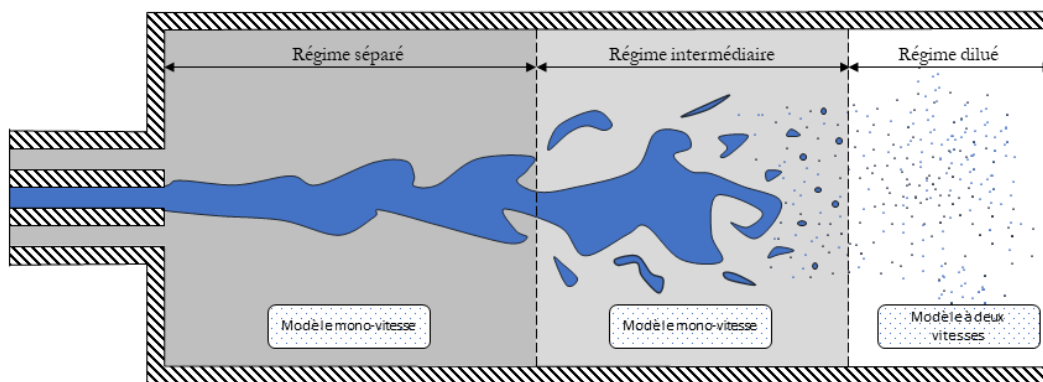 Régime séparé
Régime intermédiaire
Régime dilué
Modèle mono-vitesse
Modèle mono-vitesse
Modèle à deux
vitesses